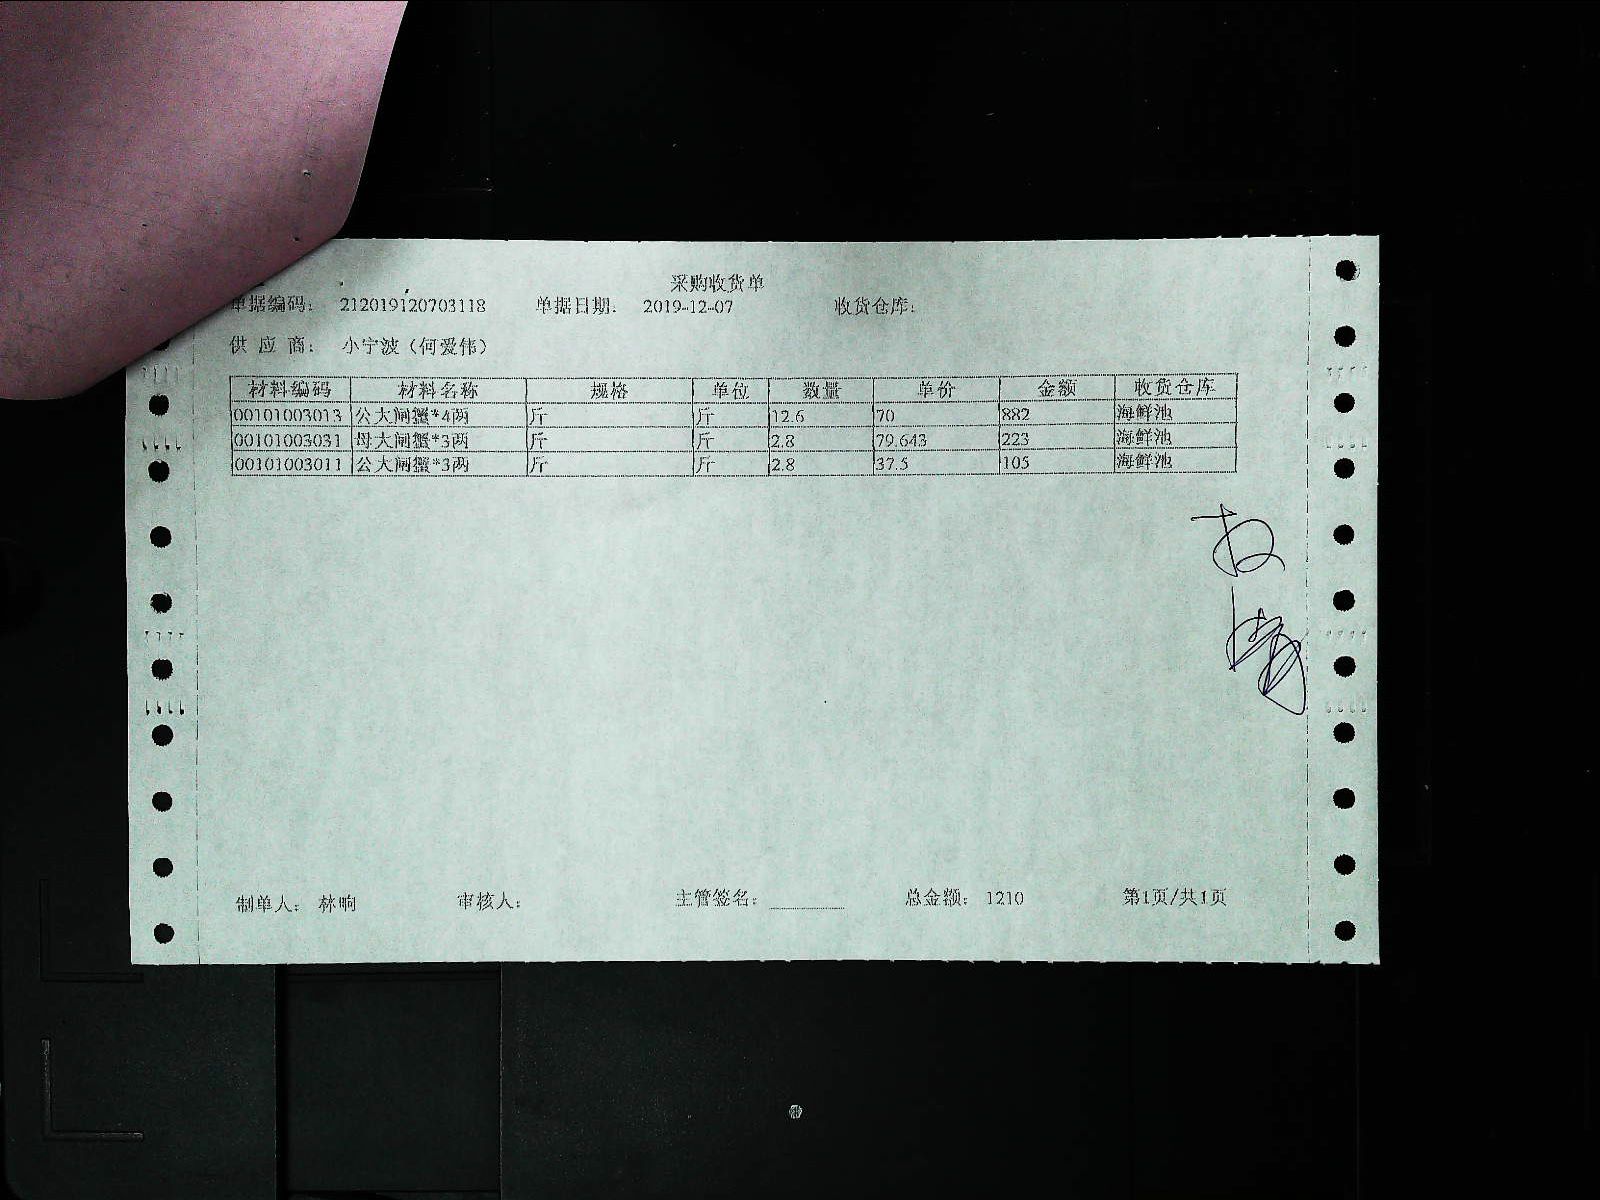 采购收货单
单据编码: 212019120703118 单据日期: 2019-12-07 收货仓库:
供应商: 小宁波(何爱伟)
材料编码 材料名称 规格 单位 数量 单价 金额 收货仓库
00101003013 公大闸蟹*4两 斤 斤 12.6 70 882 海鲜池
00101003031 母大闸蟹*3两 斤 斤 2.8 79.643 223 海鲜池
00101003011 公大闸蟹*3两 斤 斤 2.8 37.5 105 海鲜池
制单人: 林响 审核人: 主管签名: 总金额: 1210 第1页/共1页